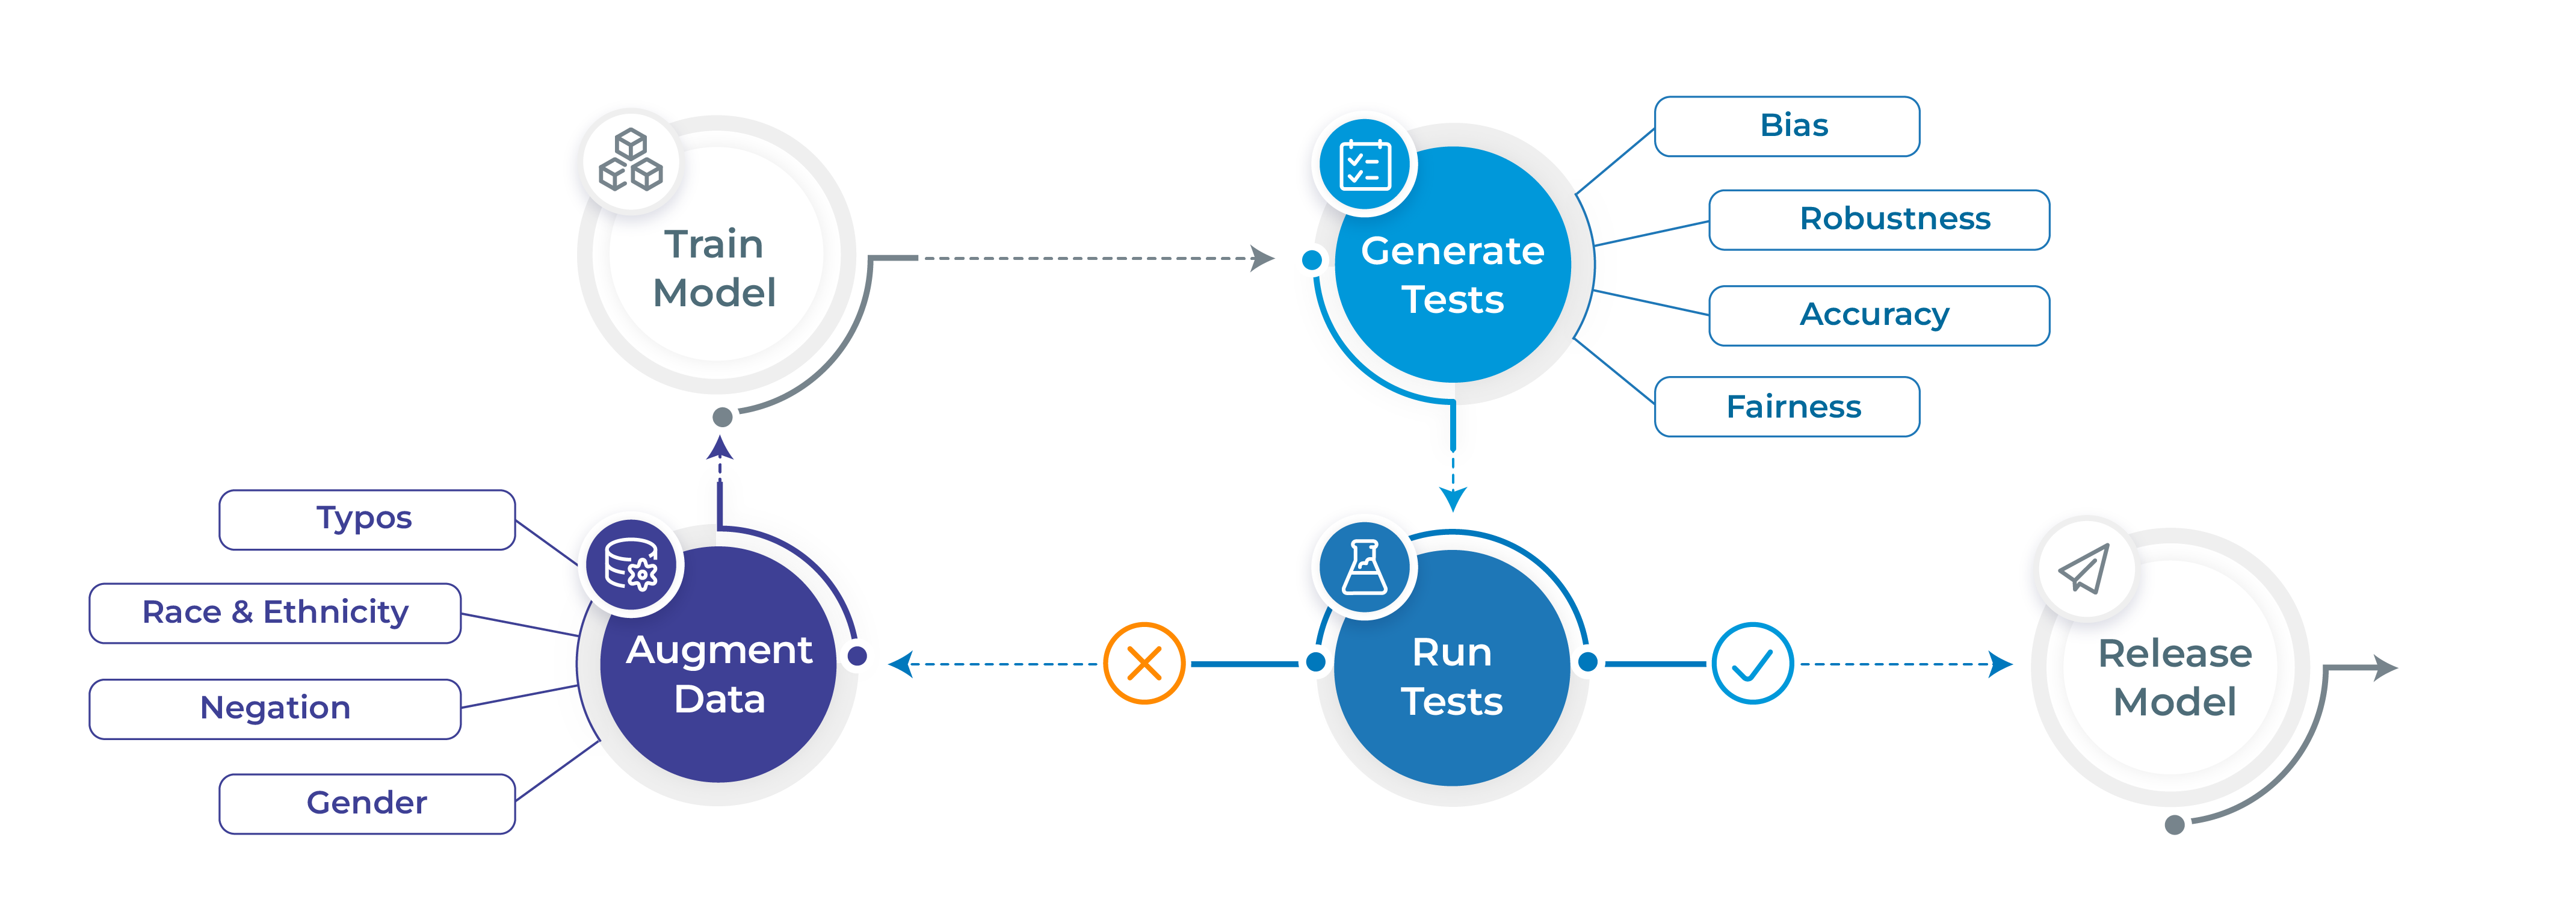 Train
Model
Generate
Tests
Bias
Robustness
Accuracy
Fairness
Typos
Race & Ethnicity
Negation
Gender
Augment
Data
Run
Tests
Release
Model